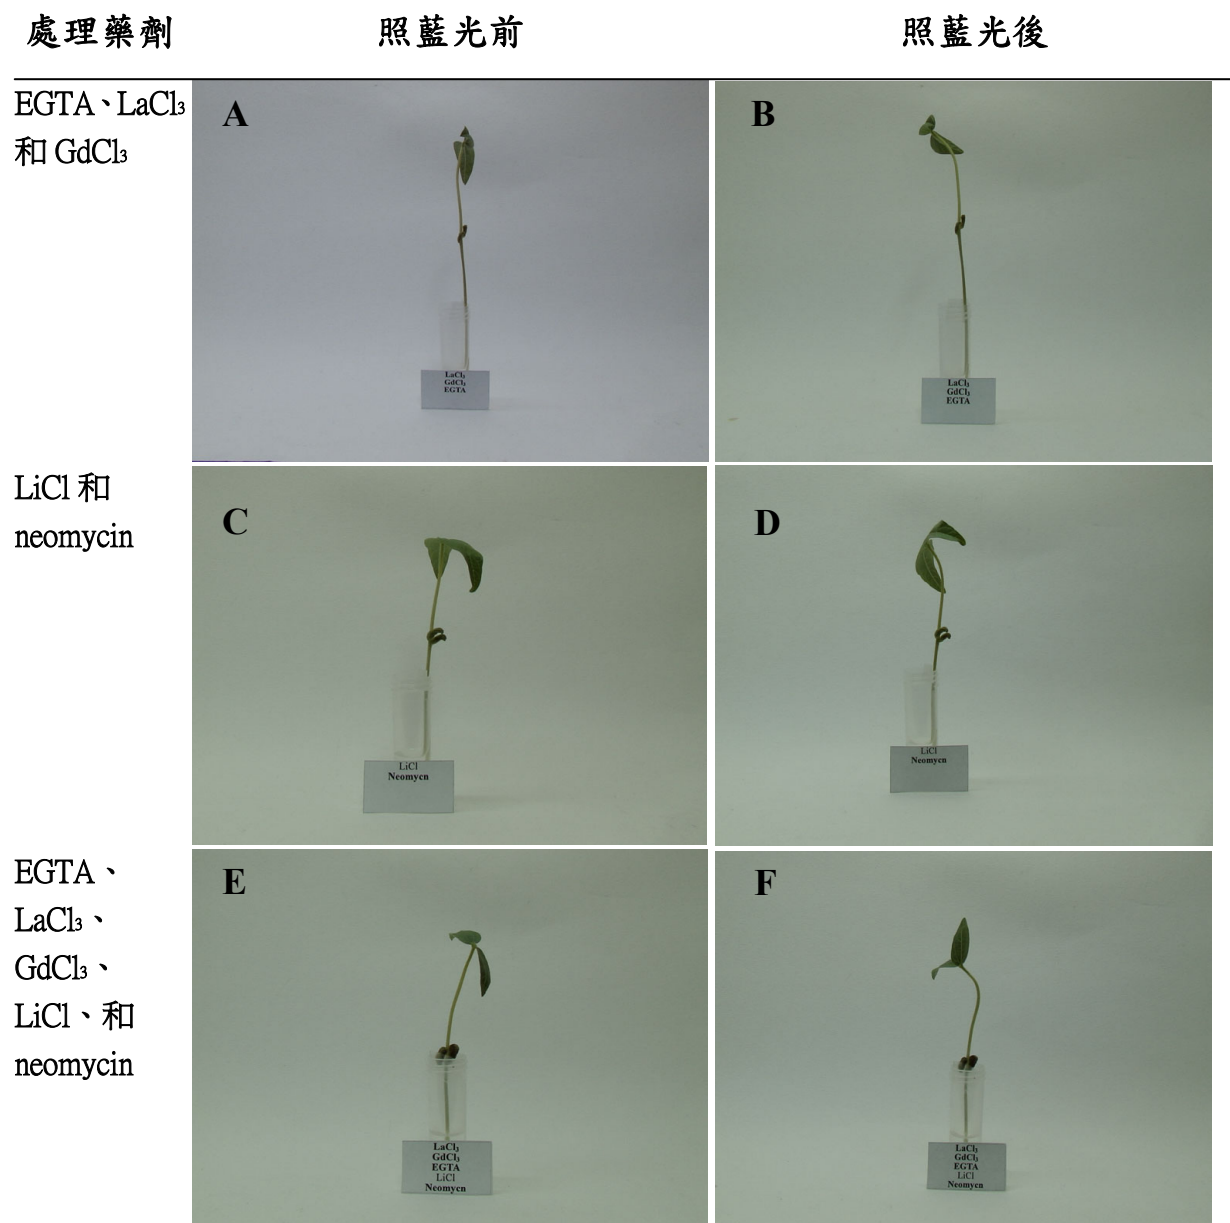 處理藥劑 照藍光前 照藍光後
EGTA、LaCl₃
和 GdCl₃
A
LaCl₃
GdCl₃
EGTA
B
LaCl₃
GdCl₃
EGTA
LiCl 和
neomycin
C
LiCl
Neomycn
D
LiCl
Neomycn
EGTA、
LaCl₃、
GdCl₃、
LiCl、和
neomycin
E
LaCl₃
GdCl₃
EGTA
LiCl
Neomycn
F
LaCl₃
GdCl₃
EGTA
LiCl
Neomycn